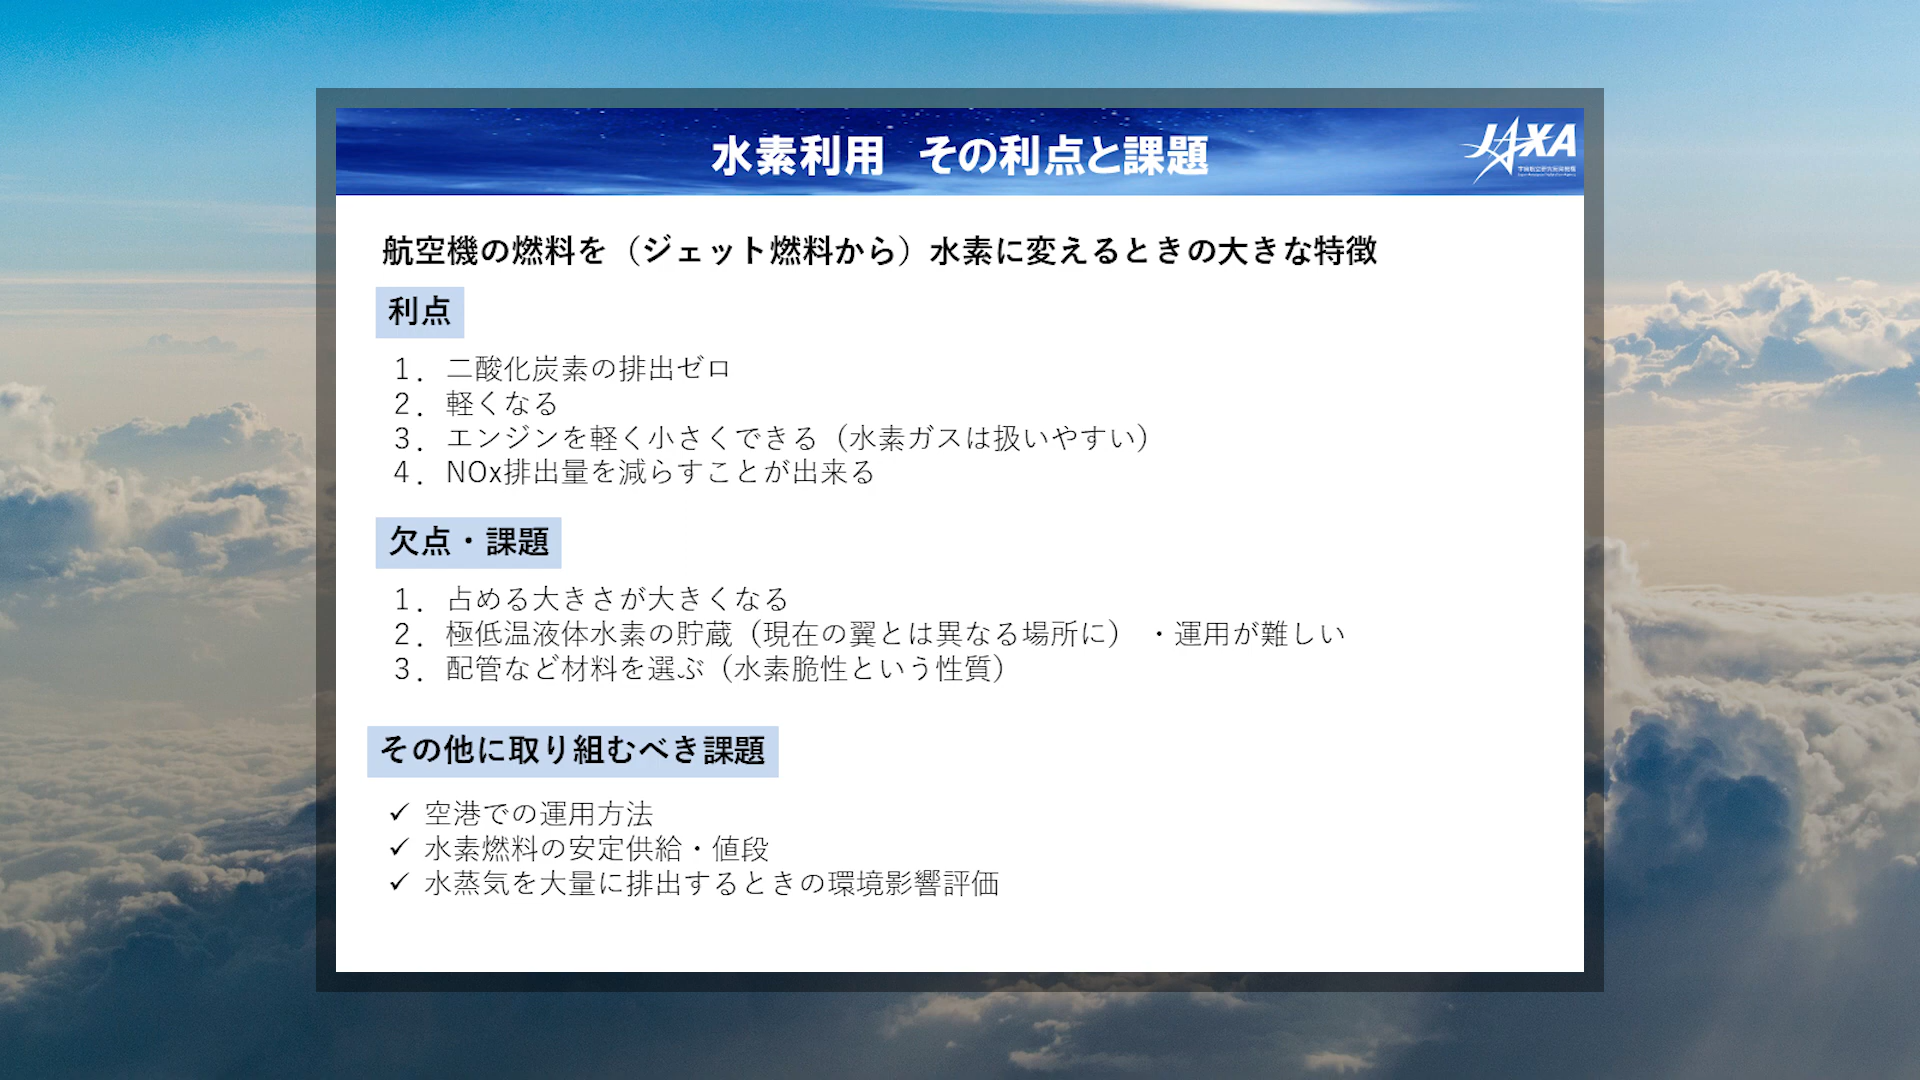 水素利用　その利点と課題
JAXA
航空機の燃料を（ジェット燃料から）水素に変えるときの大きな特徴
利点
1．二酸化炭素の排出ゼロ
2．軽くなる
3．エンジンを軽く小さくできる（水素ガスは扱いやすい）
4．NOx排出量を減らすことが出来る
欠点・課題
1．占める大きさが大きくなる
2．極低温液体水素の貯蔵（現在の翼とは異なる場所に）・運用が難しい
3．配管など材料を選ぶ（水素脆性という性質）
その他に取り組むべき課題
✓ 空港での運用方法
✓ 水素燃料の安定供給・値段
✓ 水蒸気を大量に排出するときの環境影響評価